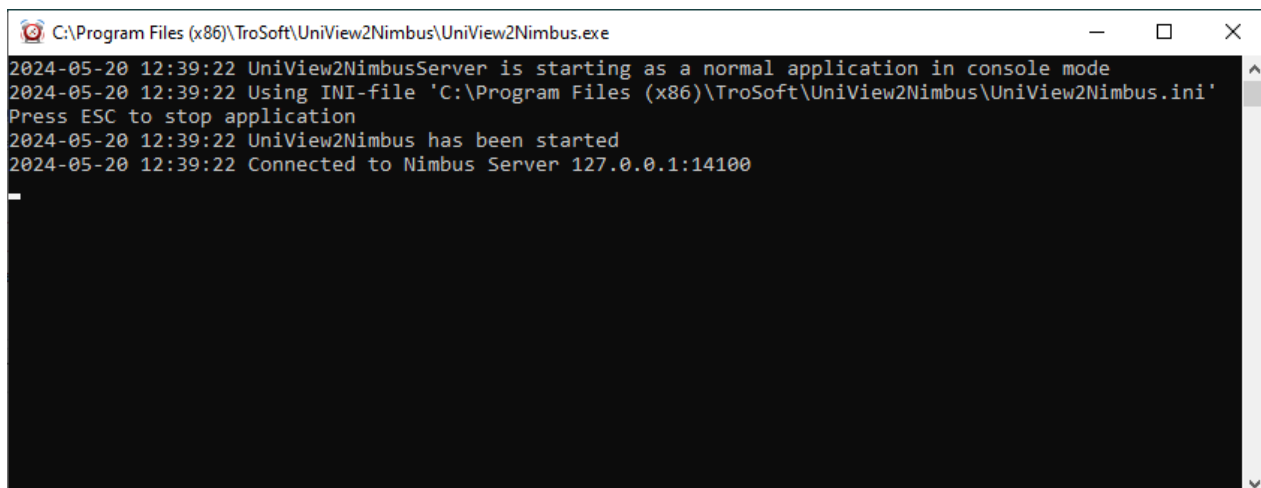 C:\Program Files (x86)\TroSoft\UniView2Nimbus\UniView2Nimbus.exe
2024-05-20 12:39:22 UniView2NimbusServer is starting as a normal application in console mode
2024-05-20 12:39:22 Using INI-file 'C:\Program Files (x86)\TroSoft\UniView2Nimbus\UniView2Nimbus.ini'
Press ESC to stop application
2024-05-20 12:39:22 UniView2Nimbus has been started
2024-05-20 12:39:22 Connected to Nimbus Server 127.0.0.1:14100